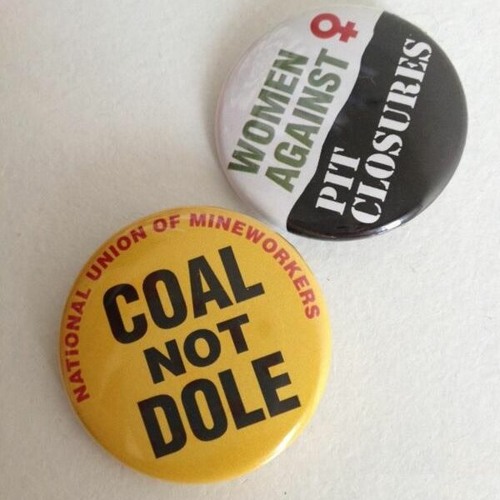 WOMEN
AGAINST
PIT
CLOSURES
NATIONAL UNION OF MINEWORKERS
COAL
NOT
DOLE